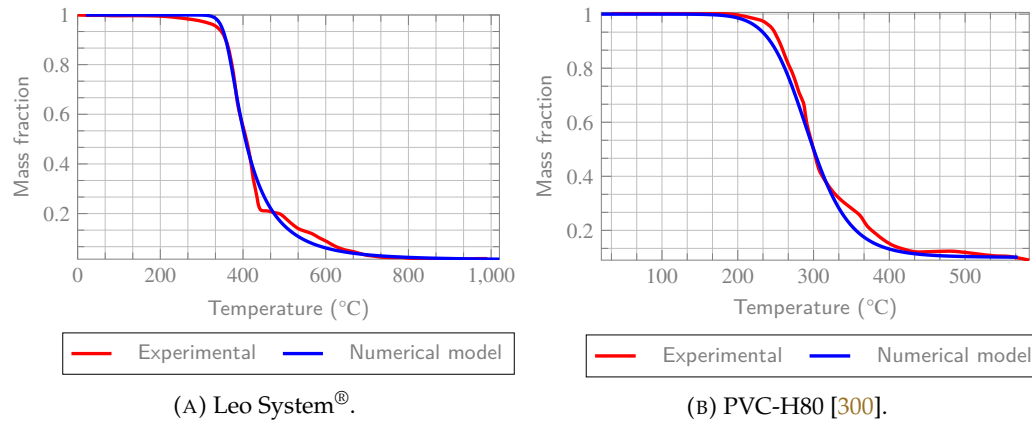 1
0.8
0.6
0.4
0.2
Mass fraction
0 200 400 600 800 1,000
Temperature (°C)
Experimental Numerical model
(A) Leo System®.
1
0.8
0.6
0.4
0.2
Mass fraction
100 200 300 400 500
Temperature (°C)
Experimental Numerical model
(B) PVC-H80 [300].